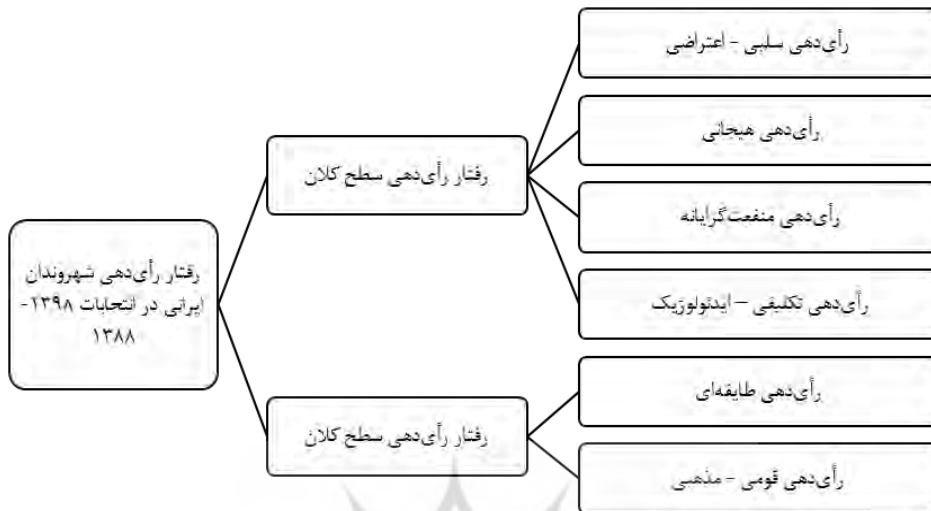 رأی‌دهی سلبی - اعتراضی
رأی‌دهی هیجانی
رفتار رأی‌دهی سطح کلان
رأی‌دهی منفعت‌گرایانه
رفتار رأی‌دهی شهروندان
ایرانی در انتخابات ۱۳۹۸-
۱۳۸۸
رأی‌دهی تکلیفی – ایدئولوژیک
رأی‌دهی طایفه‌ای
رفتار رأی‌دهی سطح کلان
رأی‌دهی قومی - مذهبی